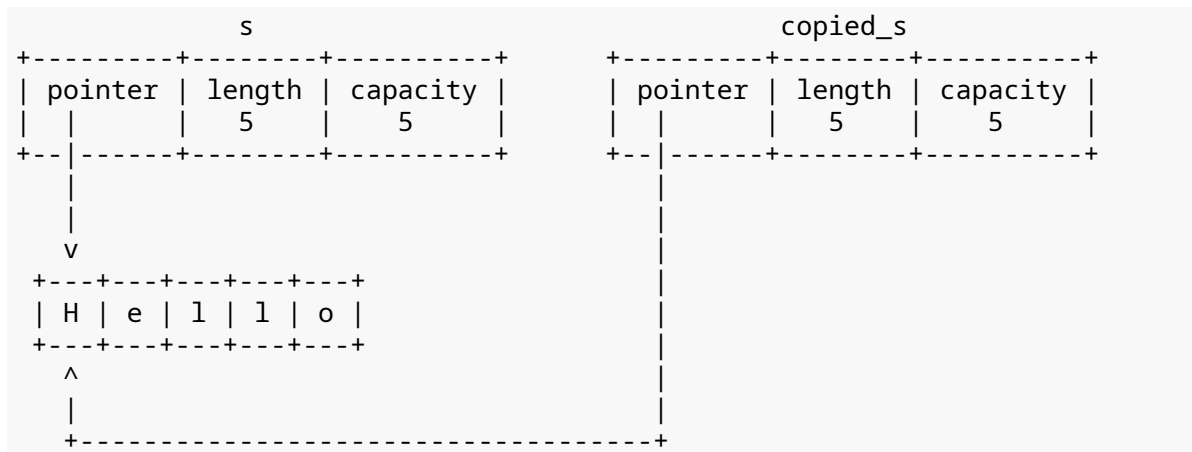 s                                 copied_s
+---------+--------+----------+      +---------+--------+----------+
| pointer | length | capacity |      | pointer | length | capacity |
|  |      |   5    |    5     |      |  |      |   5    |    5     |
+--|------+--------+----------+      +--|------+--------+----------+
   |                                    |
   |                                    |
   v                                    |
 +---+---+---+---+---+                  |
 | H | e | l | l | o |                  |
 +---+---+---+---+---+                  |
   ^                                    |
   |                                    |
   +------------------------------------+